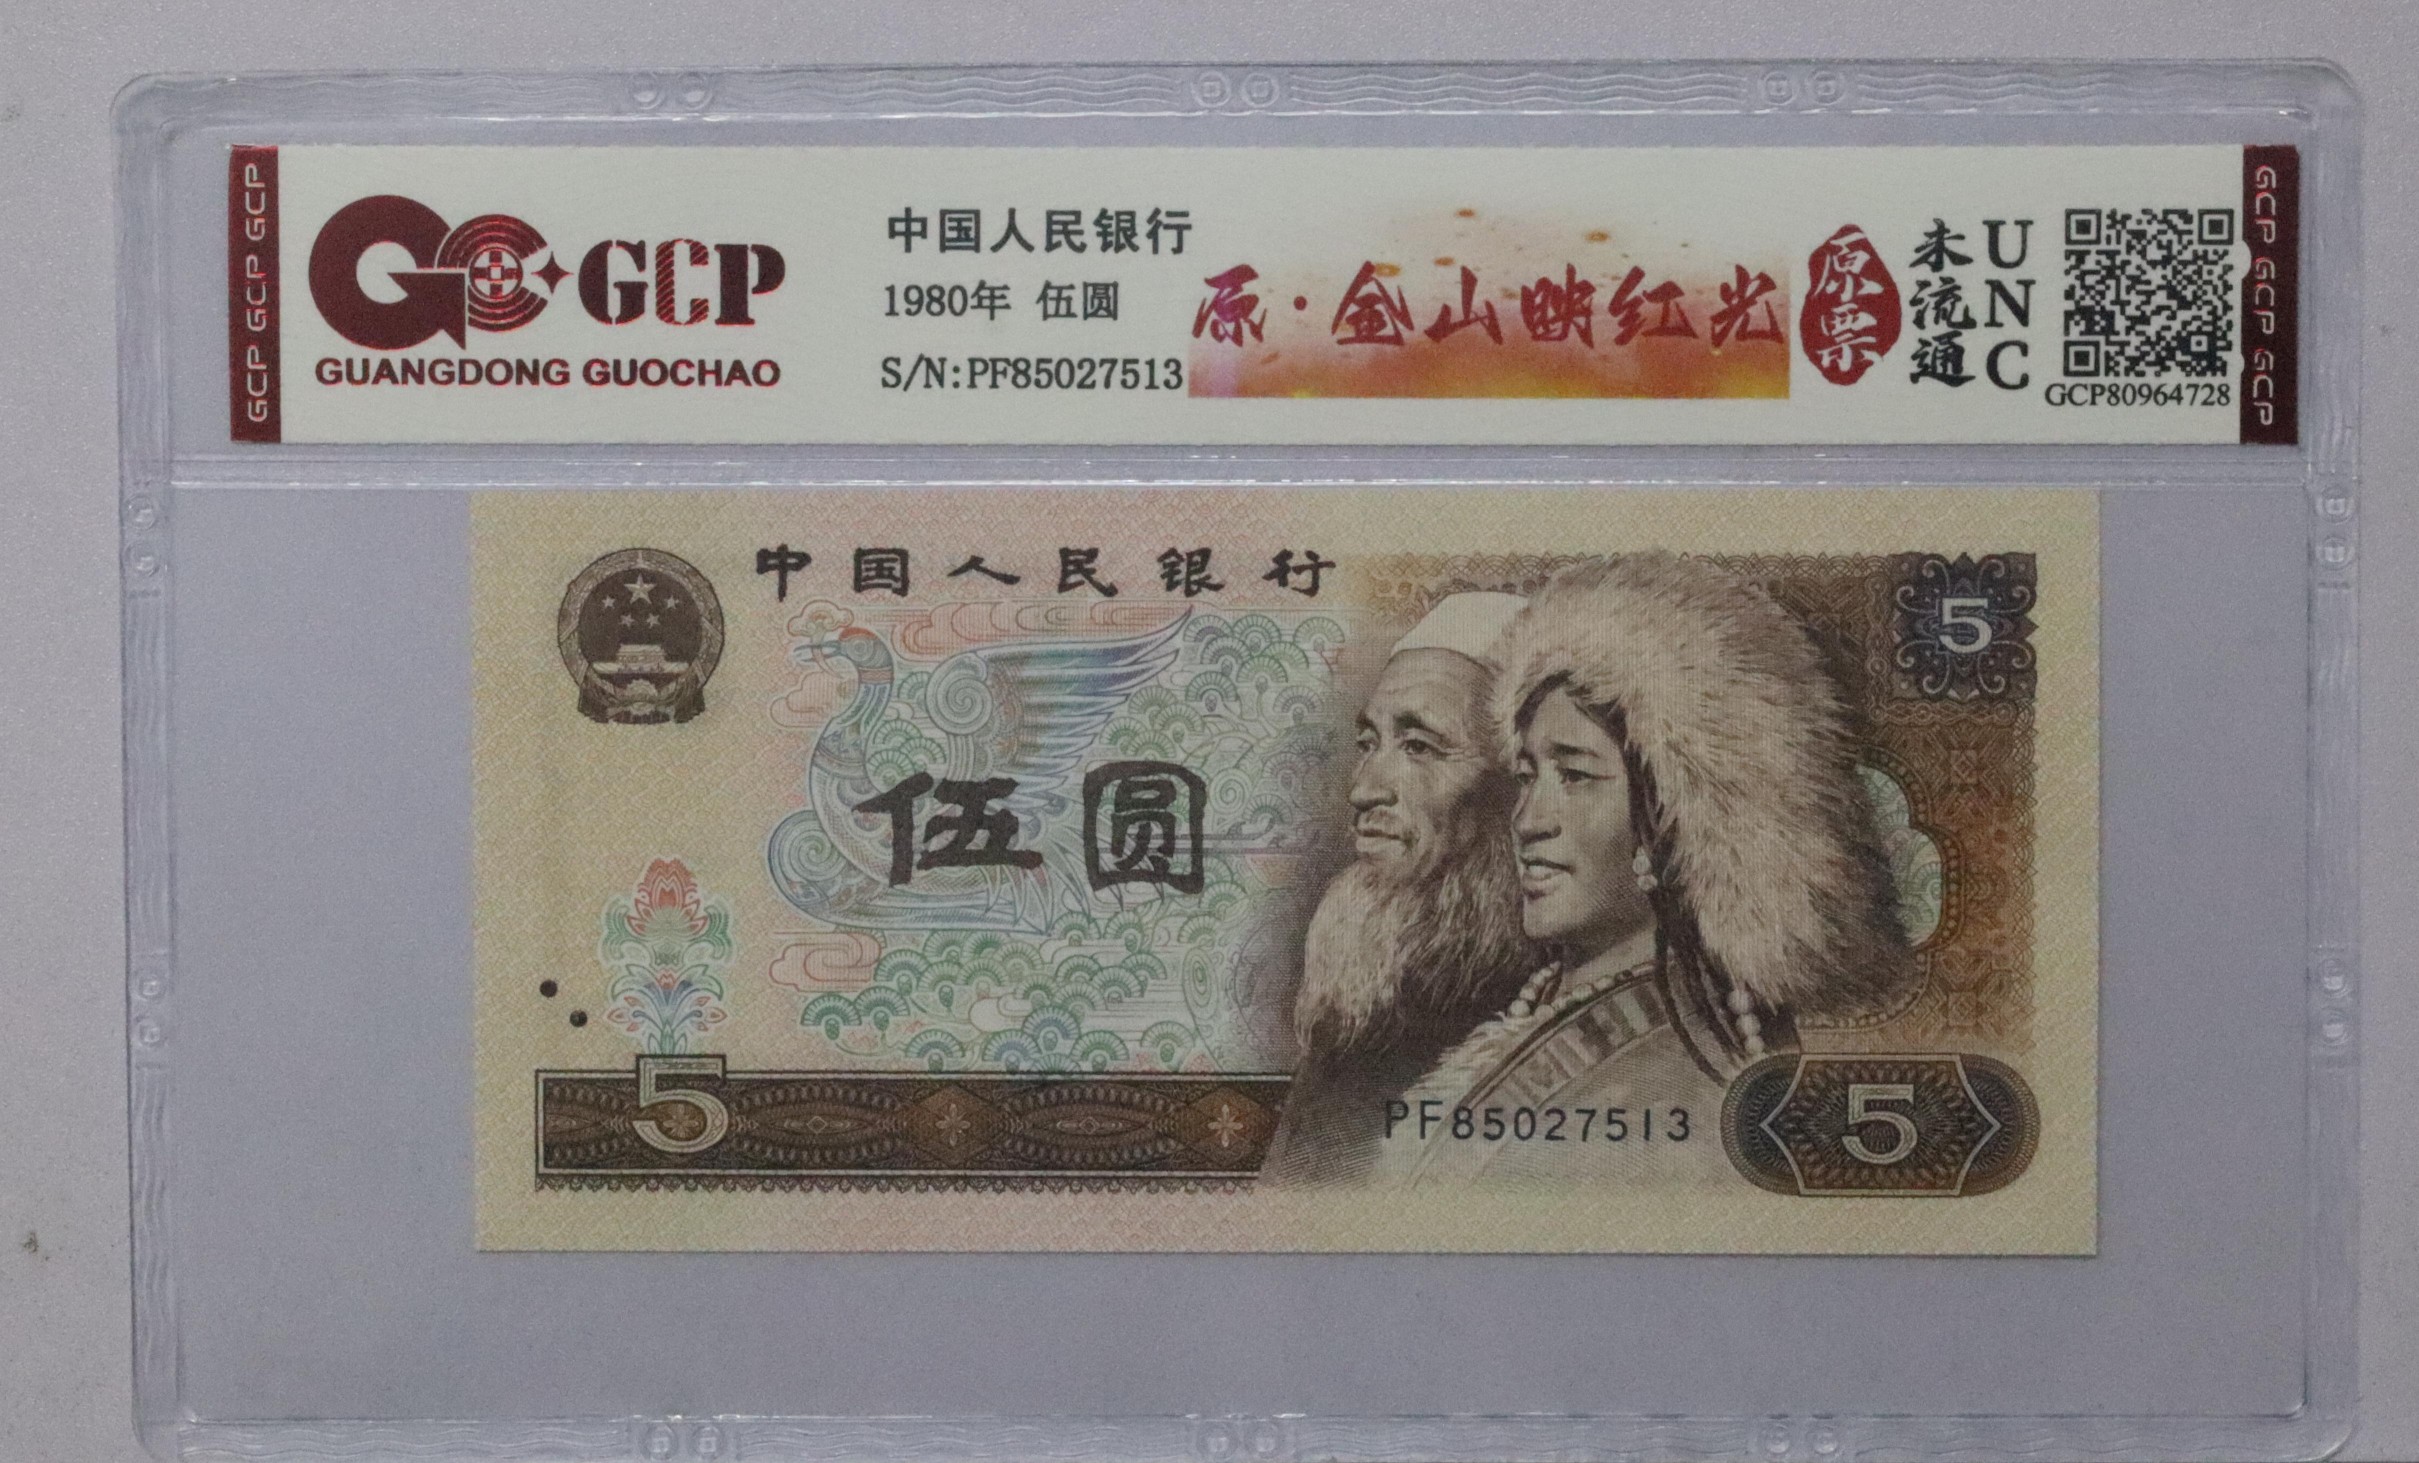 GCP GCP GCP
GCP
GUANGDONG GUOCHAO
中国人民银行
1980年 伍圆
S/N:PF85027513
原·金山映红光
原票
未流通
UNC
GCP80964728
GCP GCP GCP
中国人民银行
5
伍圆
5
PF85027513
5